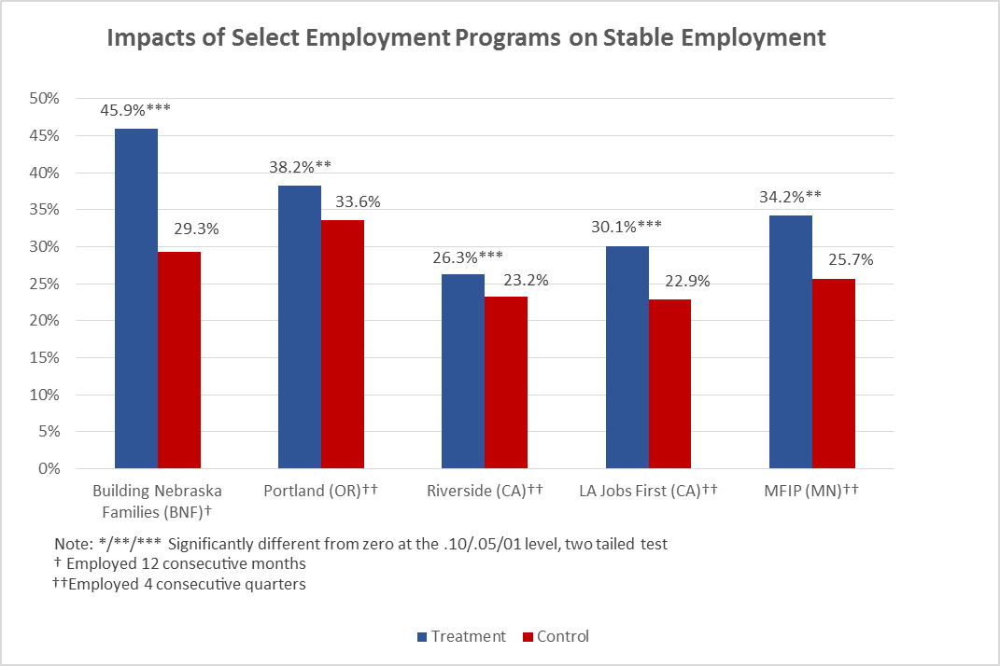 Impacts of Select Employment Programs on Stable Employment
50%
45%
40%
35%
30%
25%
20%
15%
10%
5%
0%
45.9%***
29.3%
38.2%**
33.6%
26.3%***
23.2%
30.1%***
22.9%
34.2%**
25.7%
Building Nebraska
Families (BNF)†
Portland (OR)††
Riverside (CA)††
LA Jobs First (CA)††
MFIP (MN)††
Note: */**/*** Significantly different from zero at the .10/.05/01 level, two tailed test
† Employed 12 consecutive months
††Employed 4 consecutive quarters
Treatment
Control